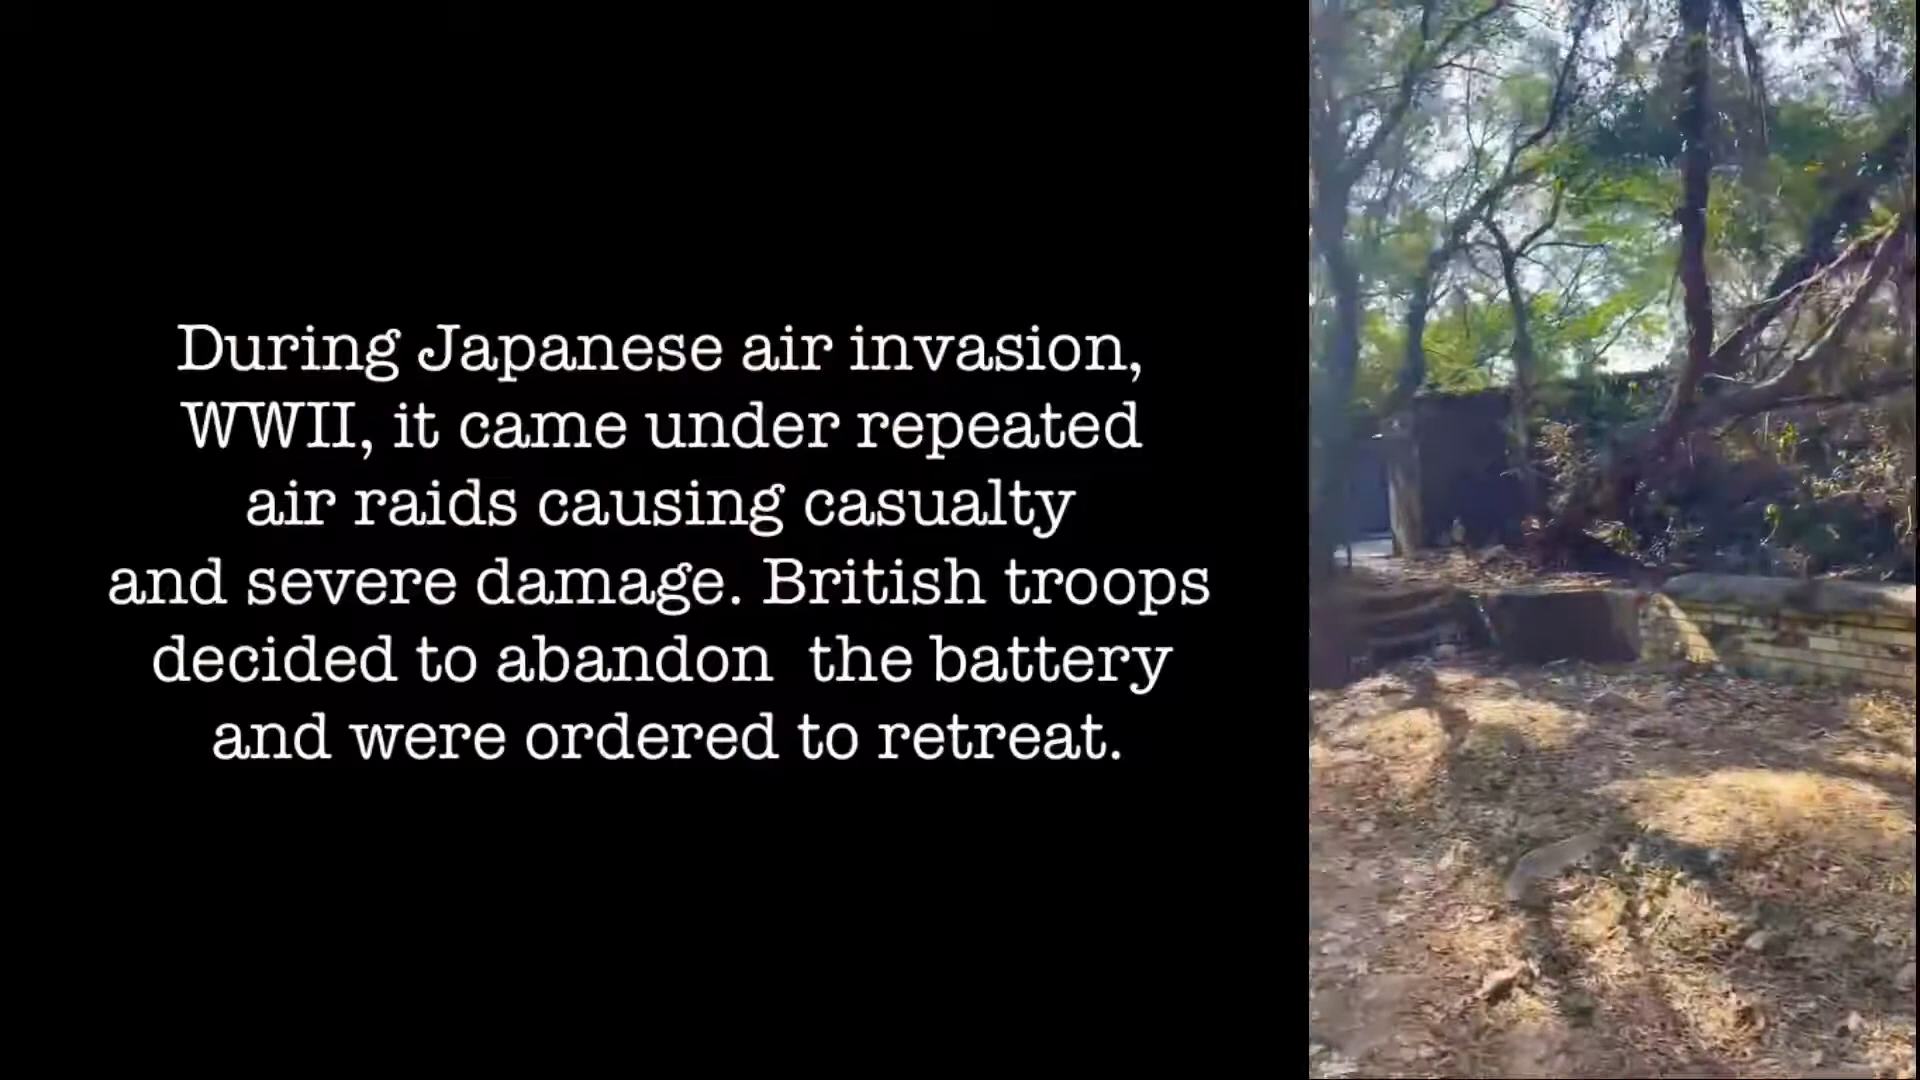 During Japanese air invasion,
WWII, it came under repeated
air raids causing casualty
and severe damage. British troops
decided to abandon  the battery
and were ordered to retreat.